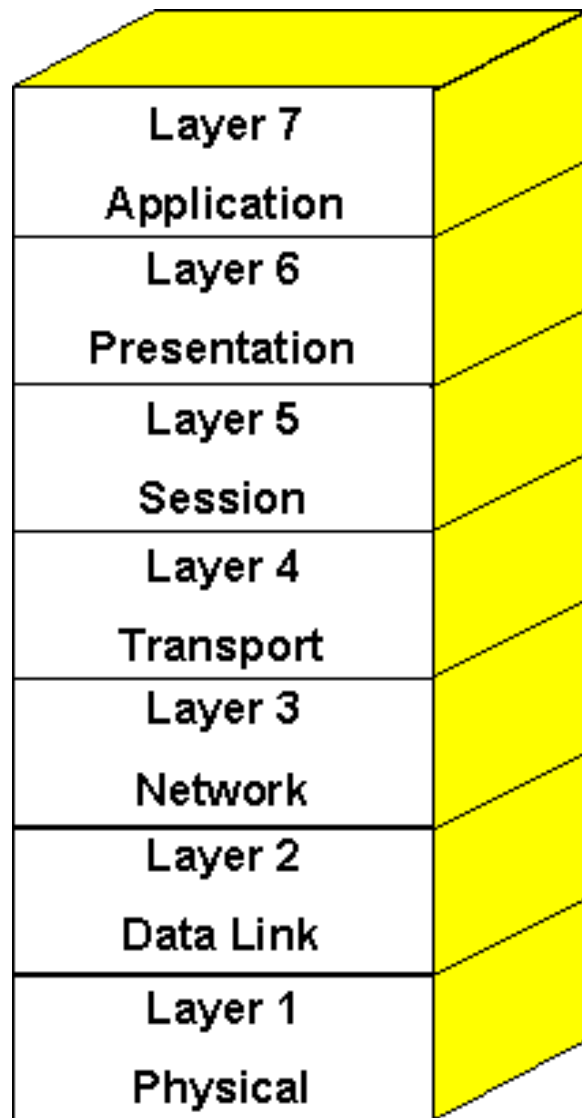 Layer 7
Application
Layer 6
Presentation
Layer 5
Session
Layer 4
Transport
Layer 3
Network
Layer 2
Data Link
Layer 1
Physical